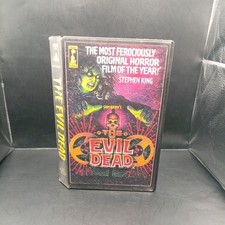 THE MOST FEROCIOUSLY
ORIGINAL HORROR
FILM OF THE YEAR!
STEPHEN KING
THE
EVIL
DEAD
THE EVIL DEAD